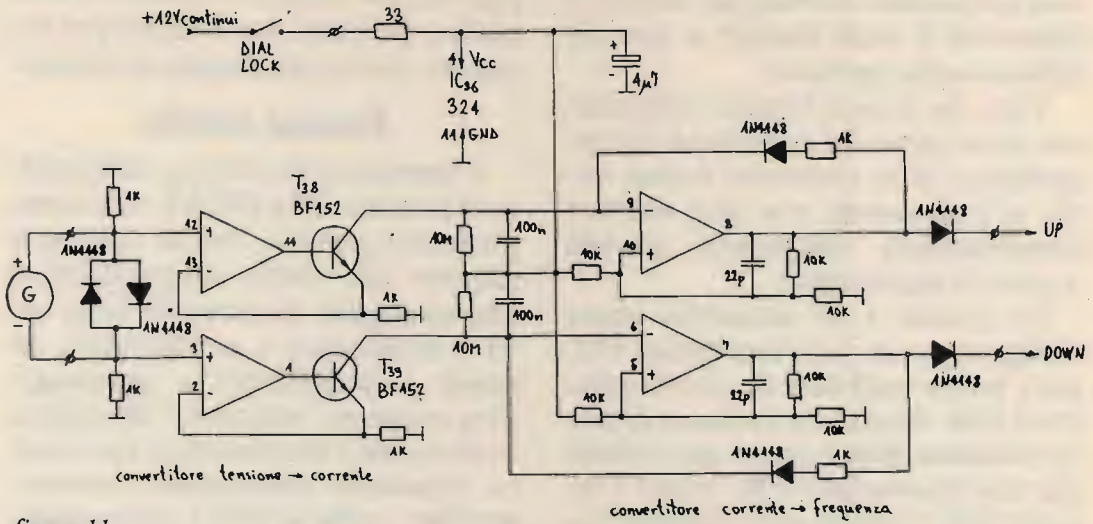 +12V continui
DIAL
LOCK
33
4 Vcc
IC36
324
11 GND
+
-
4µ7
1N4148
1K
1K
T38
BF152
12
+
13
-
11
10M
100n
9
-
10
+
8
10K
22p
10K
10K
1N4148
UP
+
G
-
1N4148
1N4148
1K
1K
3
+
2
-
1
T39
BF152
1K
10M
100n
6
-
5
+
7
10K
22p
10K
10K
1N4148
DOWN
1N4148
1K
convertitore tensione → corrente
convertitore corrente → frequenza